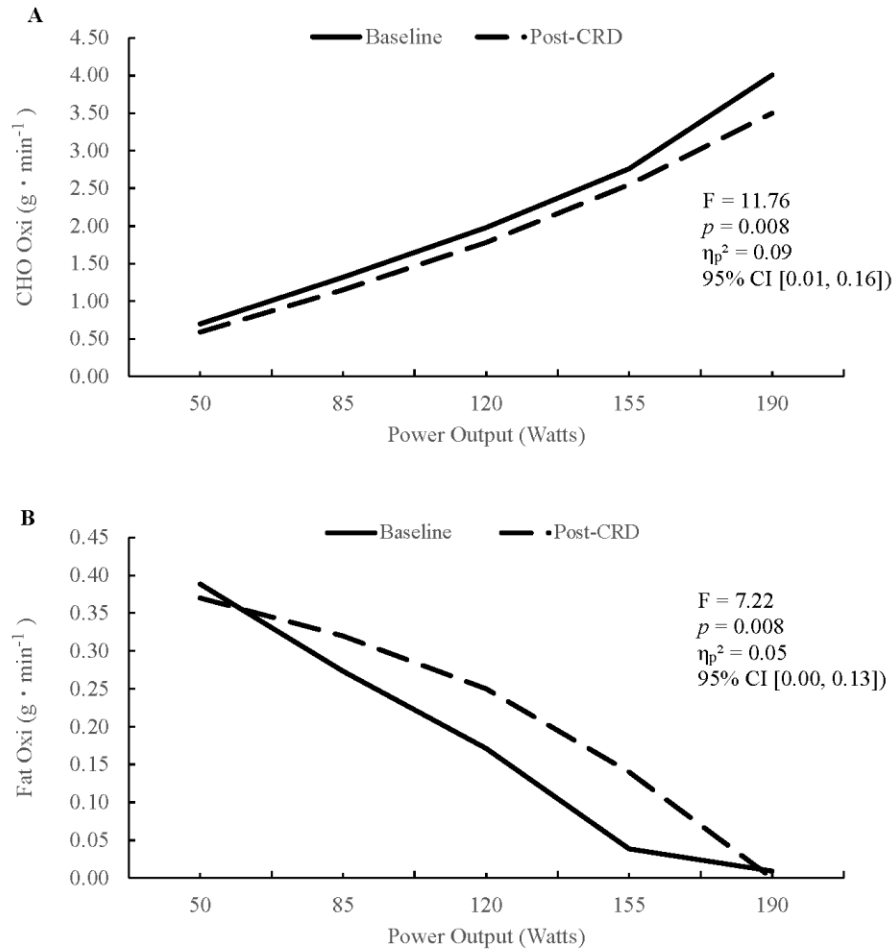 A
Baseline Post-CRD
4.50
4.00
3.50
3.00
2.50
2.00
1.50
1.00
0.50
0.00
CHO Oxi (g · min⁻¹ )
F = 11.76
p = 0.008
ηp² = 0.09
95% CI [0.01, 0.16])
50 85 120 155 190
Power Output (Watts)
B
Baseline Post-CRD
0.45
0.40
0.35
0.30
0.25
0.20
0.15
0.10
0.05
0.00
Fat Oxi (g · min⁻¹ )
F = 7.22
p = 0.008
ηp² = 0.05
95% CI [0.00, 0.13])
50 85 120 155 190
Power Output (Watts)